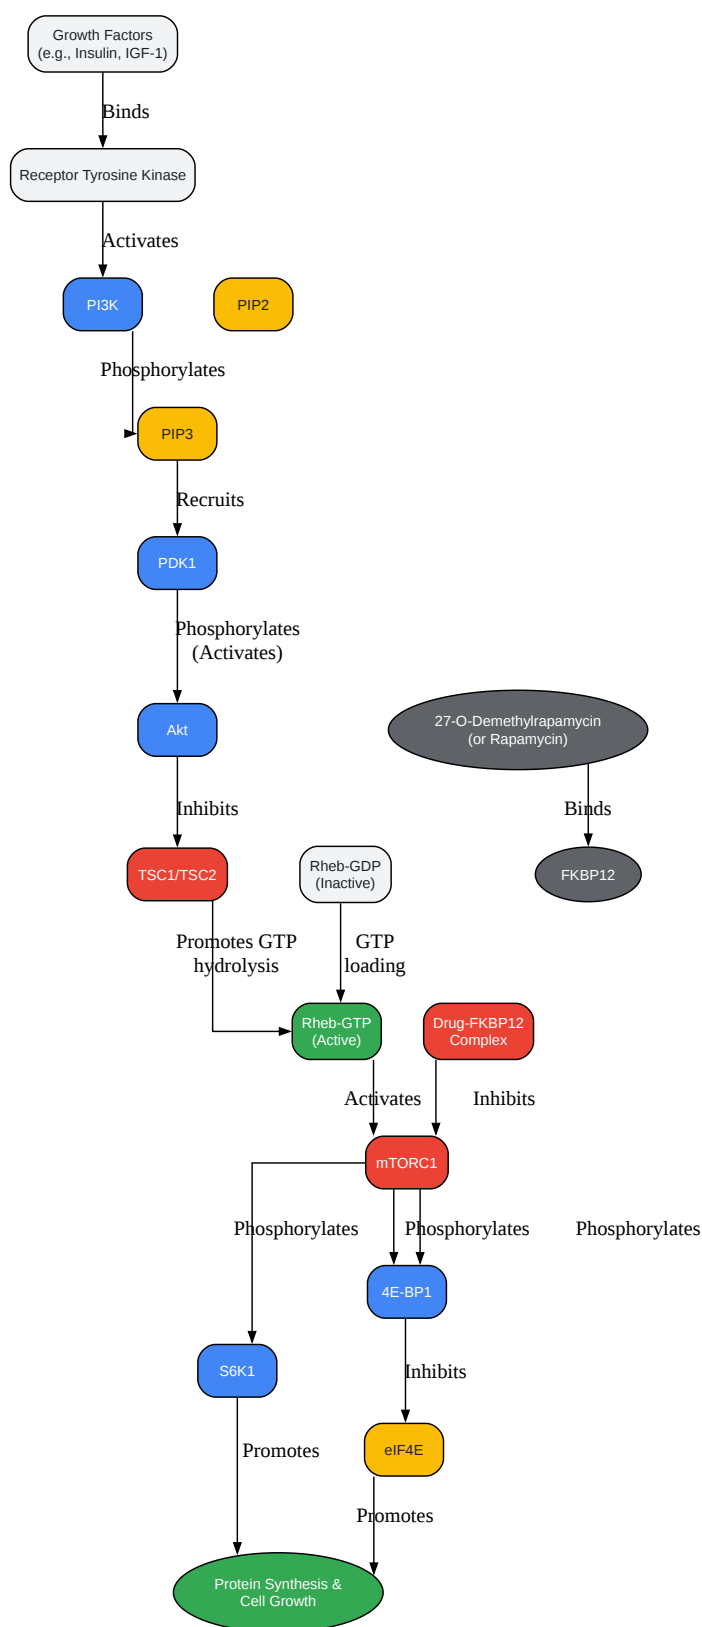 Growth Factors
(e.g., Insulin, IGF-1)
Binds
Receptor Tyrosine Kinase
Activates
PI3K
PIP2
Phosphorylates
PIP3
Recruits
PDK1
Phosphorylates
(Activates)
Akt
27-O-Demethylrapamycin
(or Rapamycin)
Inhibits
Binds
TSC1/TSC2
Rheb-GDP
(Inactive)
FKBP12
Promotes GTP
hydrolysis
GTP
loading
Rheb-GTP
(Active)
Drug-FKBP12
Complex
Activates
Inhibits
mTORC1
Phosphorylates
Phosphorylates
Phosphorylates
4E-BP1
S6K1
Inhibits
Promotes
eIF4E
Promotes
Protein Synthesis &
Cell Growth